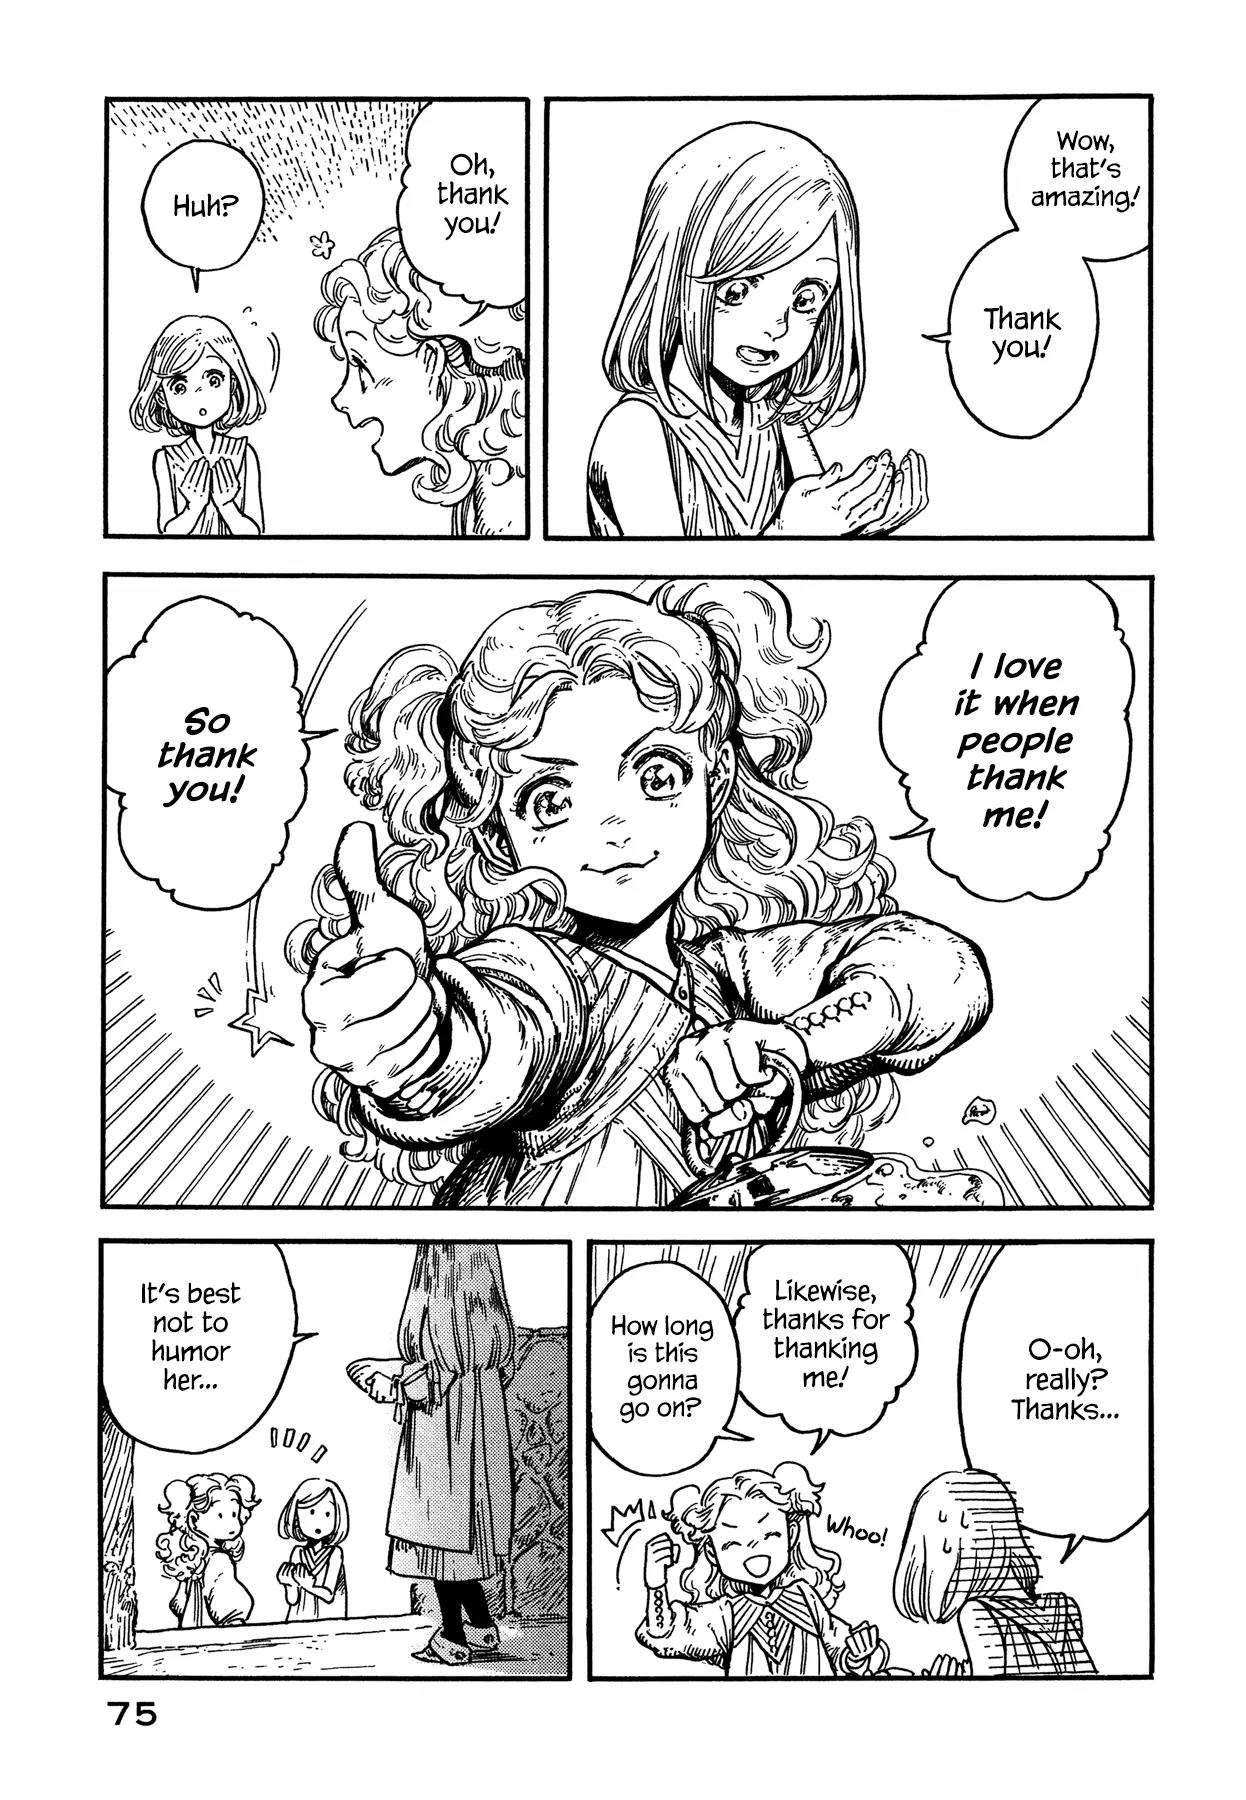 Wow,
that's
amazing!
Thank
you!
Oh,
thank
you!
Huh?
I love
it when
people
thank
me!
So
thank
you!
O-oh,
really?
Thanks...
Likewise,
thanks for
thanking
me!
How long
is this
gonna
go on?
Whoo!
It's best
not to
humor
her...
75